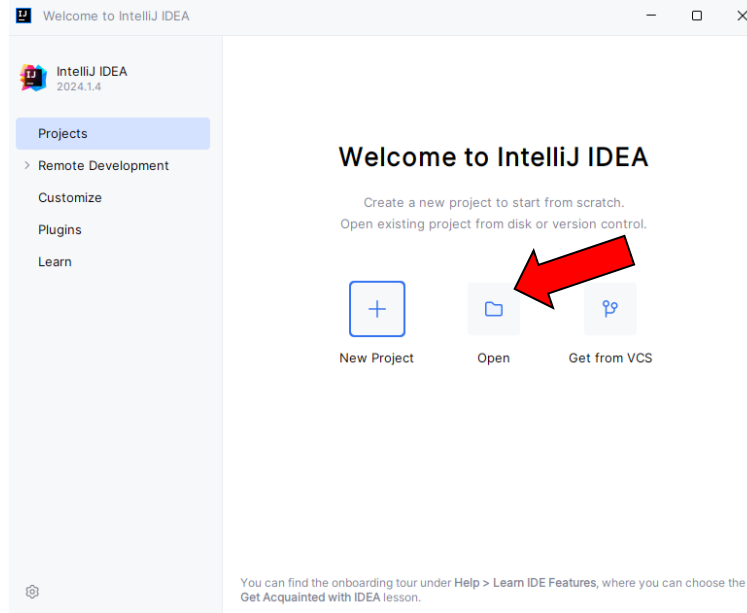 Welcome to IntelliJ IDEA
IntelliJ IDEA
2024.1.4
Projects
Remote Development
Customize
Plugins
Learn
Welcome to IntelliJ IDEA
Create a new project to start from scratch.
Open existing project from disk or version control.
New Project
Open
Get from VCS
You can find the onboarding tour under Help > Learn IDE Features, where you can choose the
Get Acquainted with IDEA lesson.